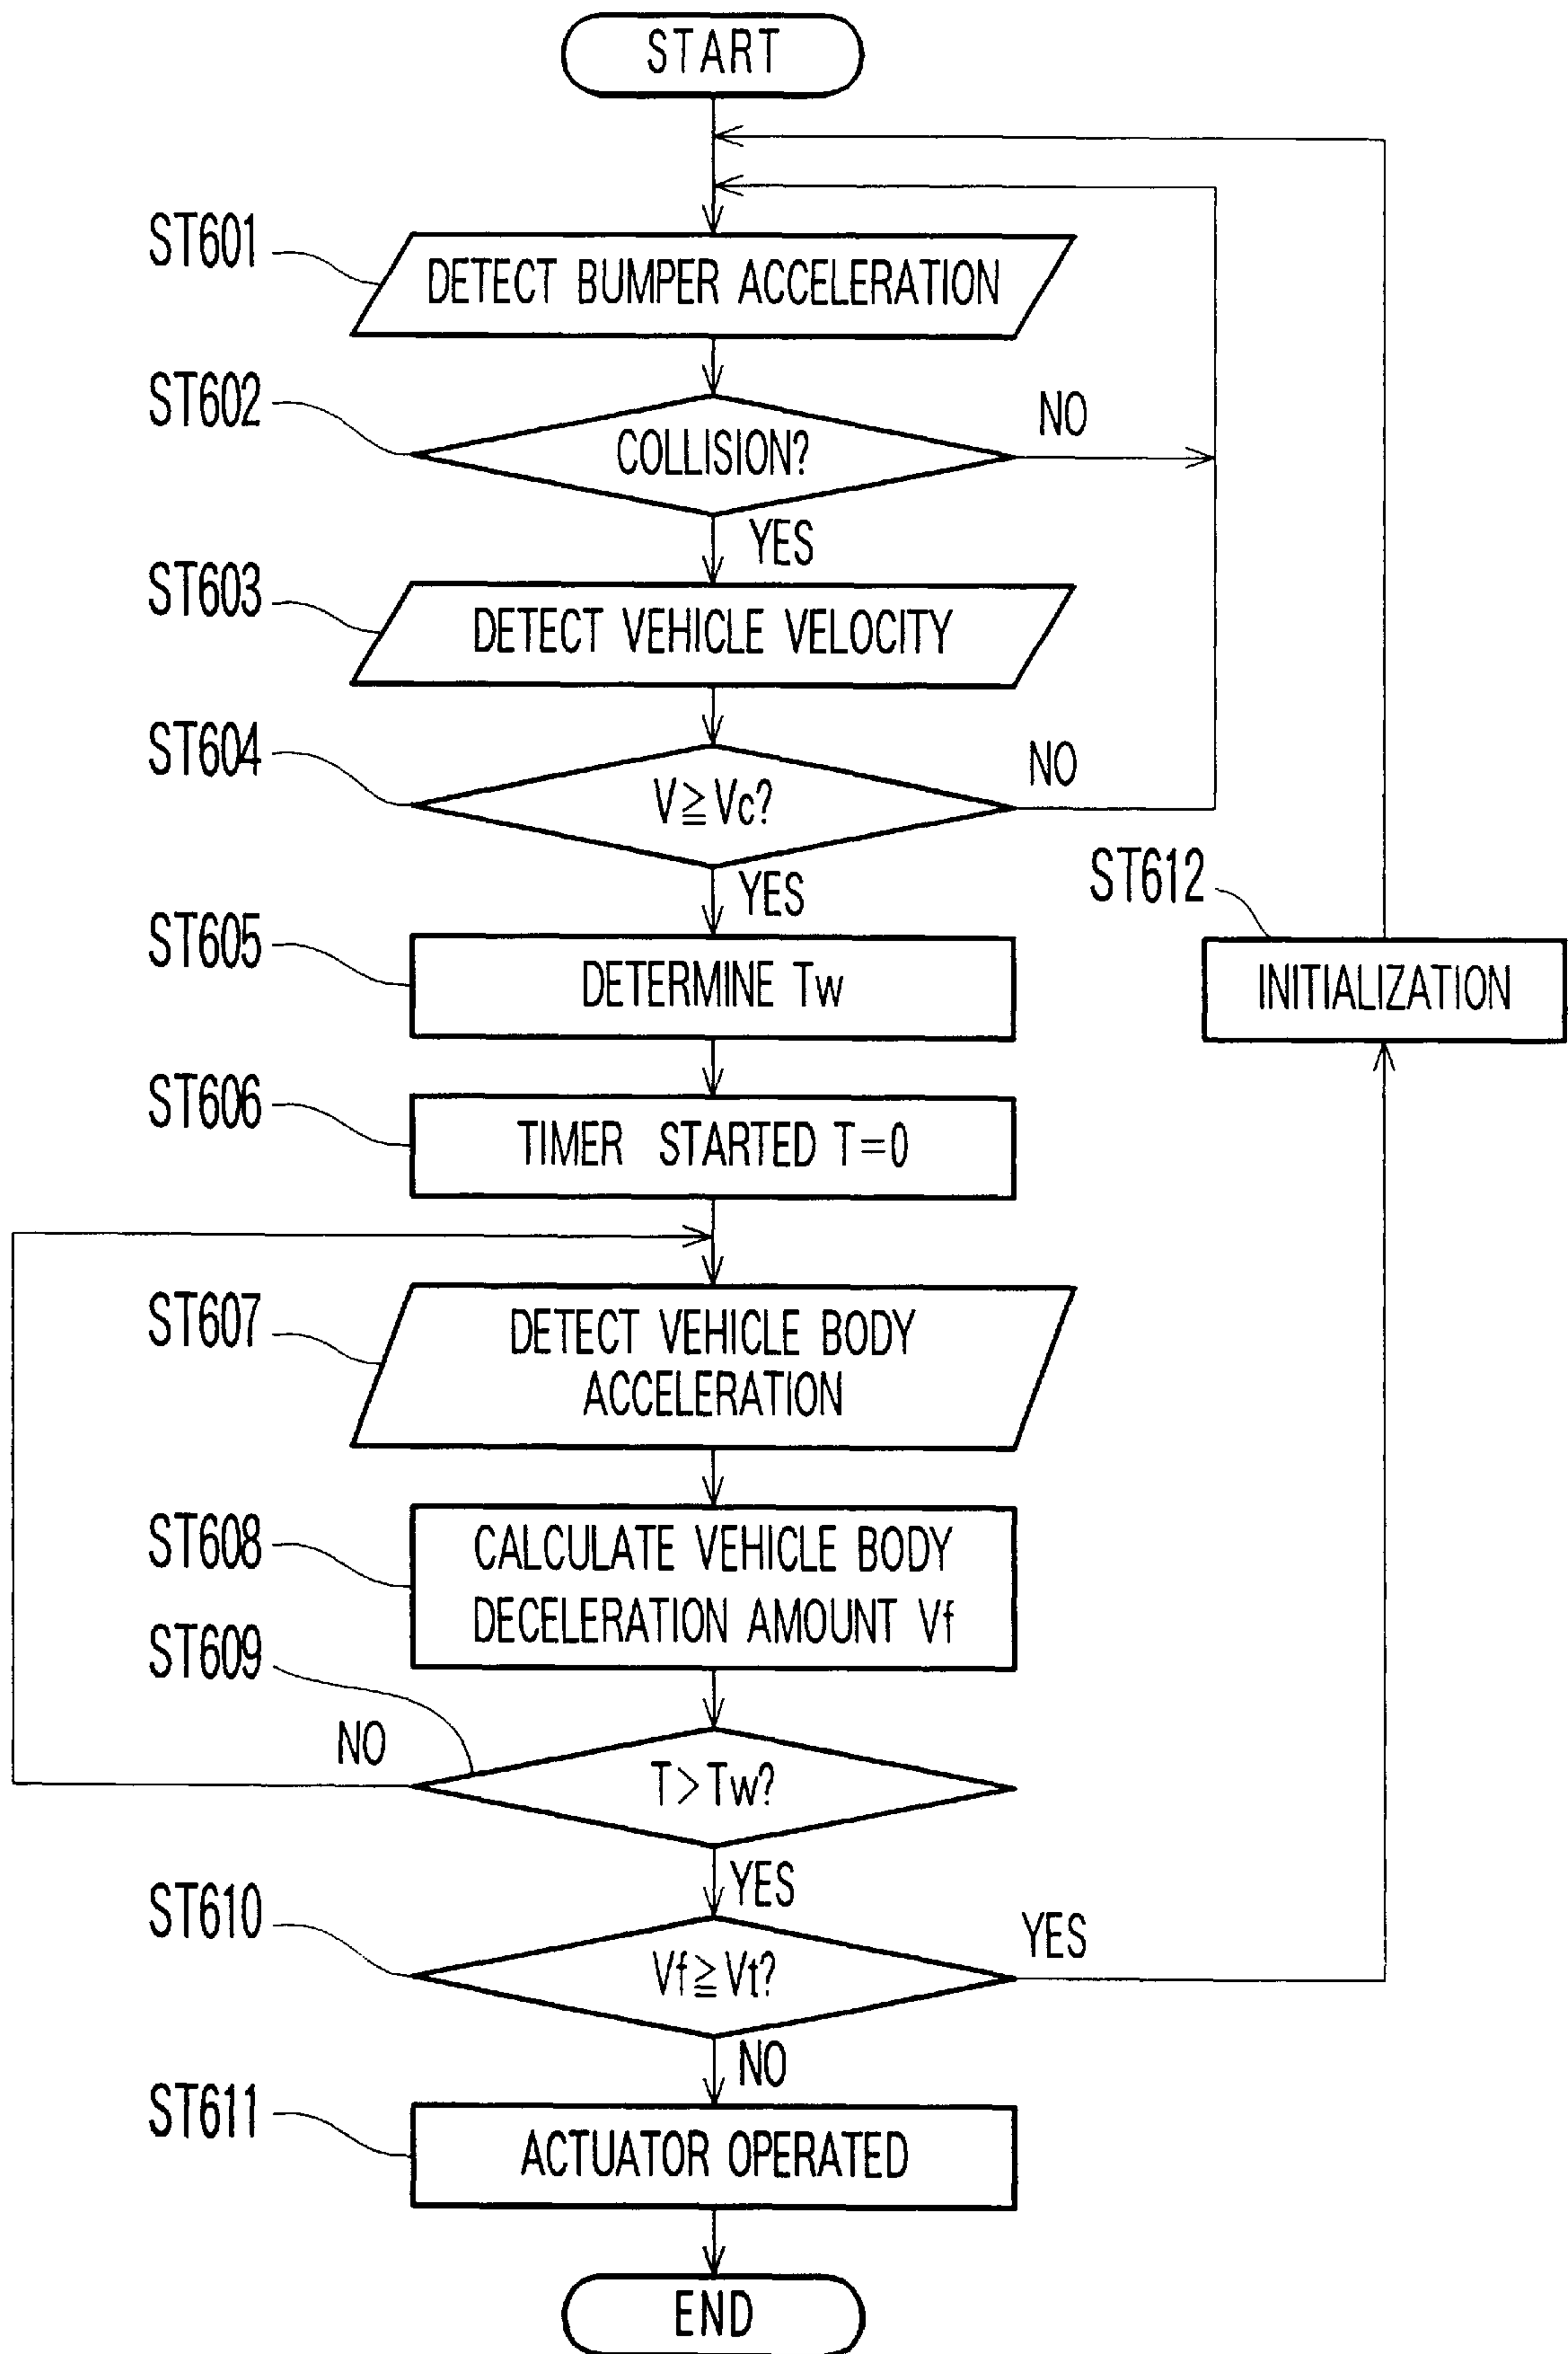 START
ST601
DETECT BUMPER ACCELERATION
ST602
COLLISION?
NO
YES
ST603
DETECT VEHICLE VELOCITY
ST604
V≧Vc?
NO
YES
ST605
DETERMINE Tw
ST612
INITIALIZATION
ST606
TIMER STARTED T=0
ST607
DETECT VEHICLE BODY
ACCELERATION
ST608
CALCULATE VEHICLE BODY
DECELERATION AMOUNT Vf
ST609
NO
T>Tw?
YES
ST610
Vf≧Vt?
YES
NO
ST611
ACTUATOR OPERATED
END